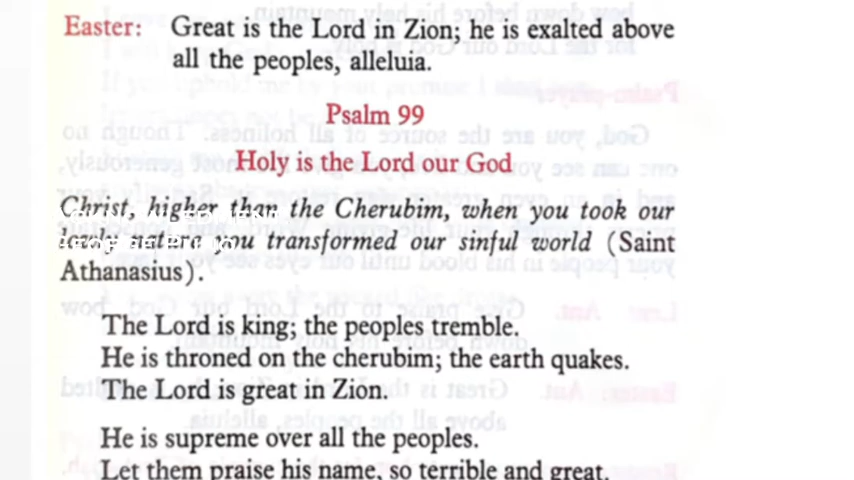 Easter: Great is the Lord in Zion; he is exalted above
all the peoples, alleluia.
Psalm 99
Holy is the Lord our God
Christ, higher than the Cherubim, when you took our
lowly nature you transformed our sinful world (Saint
Athanasius).
The Lord is king; the peoples tremble.
He is throned on the cherubim; the earth quakes.
The Lord is great in Zion.
He is supreme over all the peoples.
Let them praise his name, so terrible and great.